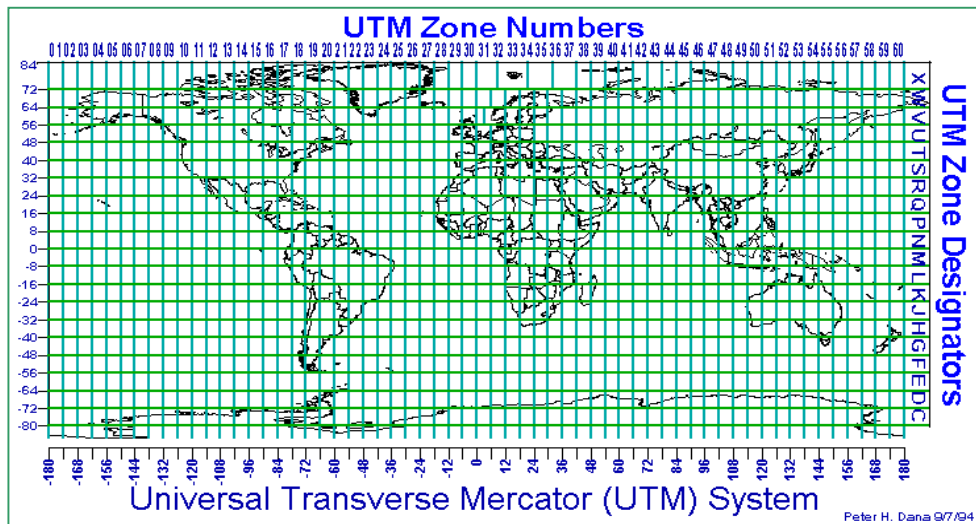 UTM Zone Numbers
01 02 03 04 05 06 07 08 09 10 11 12 13 14 15 16 17 18 19 20 21 22 23 24 25 26 27 28 29 30 31 32 33 34 35 36 37 38 39 40 41 42 43 44 45 46 47 48 49 50 51 52 53 54 55 56 57 58 59 60
84
72
64
56
48
40
32
24
16
8
0
-8
-16
-24
-32
-40
-48
-56
-64
-72
-80
X
W
V
U
T
S
R
Q
P
N
M
L
K
J
H
G
F
E
D
C
UTM Zone Designators
-180 -168 -156 -144 -132 -120 -108 -96 -84 -72 -60 -48 -36 -24 -12 0 12 24 36 48 60 72 84 96 108 120 132 144 156 168 180
Universal Transverse Mercator (UTM) System
Peter H. Dana 9/7/94